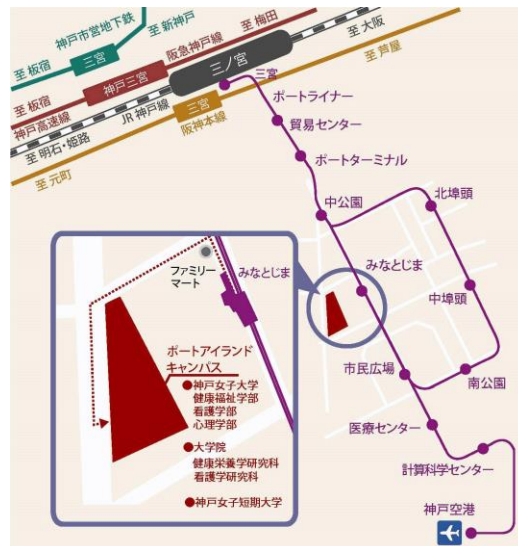 神戸市営地下鉄
至 新神戸
至 板宿
三宮
阪急神戸線
至 梅田
至 板宿
神戸三宮
神戸高速線
三ノ宮
至 大阪
JR 神戸線
至 明石・姫路
三宮
至 芦屋
阪神本線
至 元町
三宮
ポートライナー
貿易センター
ポートターミナル
中公園
北埠頭
みなとじま
中埠頭
市民広場
南公園
医療センター
計算科学センター
神戸空港
ファミリー
マート
ポートアイランド
キャンパス
●神戸女子大学
健康福祉学部
看護学部
心理学部
●大学院
健康栄養学研究科
看護学研究科
●神戸女子短期大学